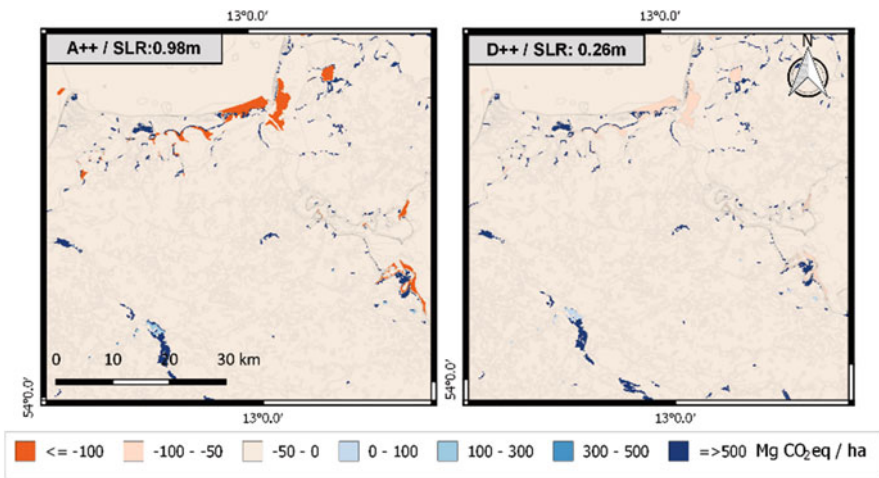 13°0.0' 13°0.0'
A++ / SLR:0.98m D++ / SLR: 0.26m
N
0 10 20 30 km
54°0.0' 54°0.0'
13°0.0' 13°0.0'
<= -100 -100 - -50 -50 - 0 0 - 100 100 - 300 300 - 500 =>500 Mg CO₂eq / ha